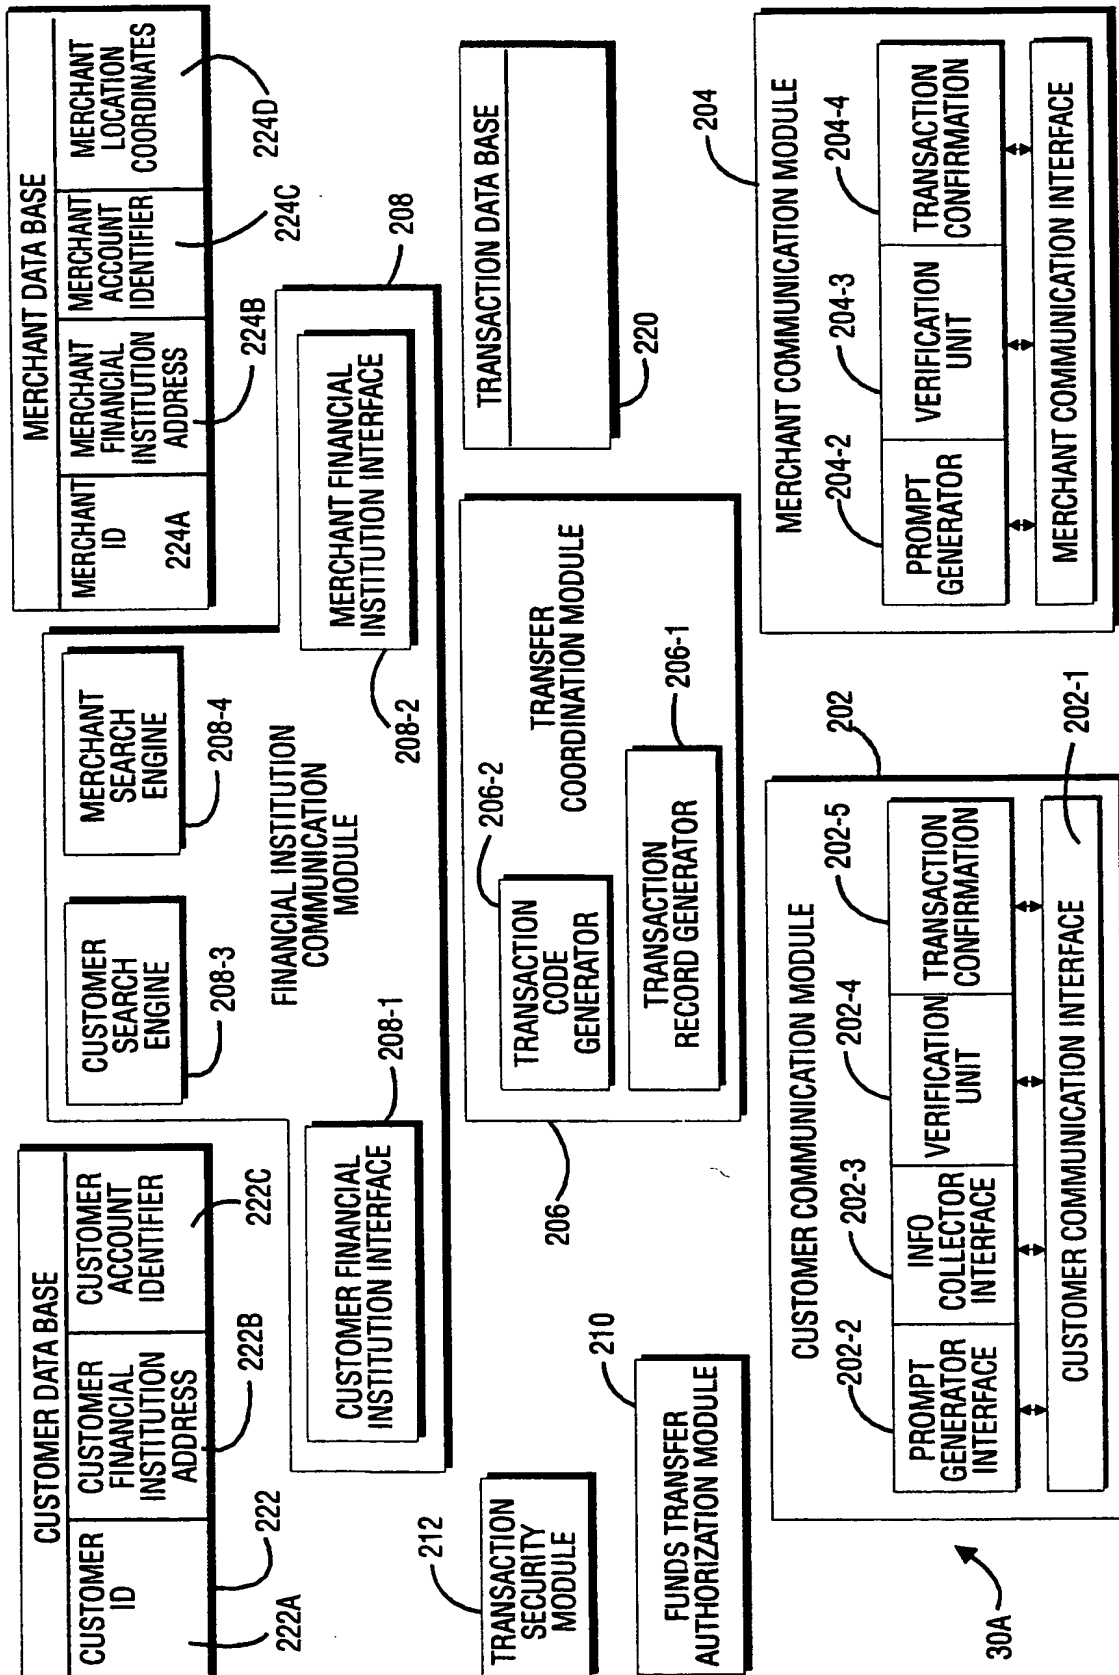 CUSTOMER DATA BASE
CUSTOMER
ID
CUSTOMER
FINANCIAL
INSTITUTION
ADDRESS
CUSTOMER
ACCOUNT
IDENTIFIER
222A
222
222B
222C
CUSTOMER
SEARCH
ENGINE
208-3
MERCHANT
SEARCH
ENGINE
208-4
FINANCIAL INSTITUTION
COMMUNICATION
MODULE
CUSTOMER FINANCIAL
INSTITUTION INTERFACE
208-1
MERCHANT FINANCIAL
INSTITUTION INTERFACE
208-2
208
MERCHANT DATA BASE
MERCHANT
ID
224A
MERCHANT
FINANCIAL
INSTITUTION
ADDRESS
224B
MERCHANT
ACCOUNT
IDENTIFIER
224C
MERCHANT
LOCATION
COORDINATES
224D
212
TRANSACTION
SECURITY
MODULE
210
FUNDS TRANSFER
AUTHORIZATION MODULE
206
TRANSFER
COORDINATION MODULE
206-2
TRANSACTION
CODE
GENERATOR
206-1
TRANSACTION
RECORD GENERATOR
TRANSACTION DATA BASE
220
30A
202
CUSTOMER COMMUNICATION MODULE
202-2
202-3
202-4
202-5
PROMPT
GENERATOR
INTERFACE
INFO
COLLECTOR
INTERFACE
VERIFICATION
UNIT
TRANSACTION
CONFIRMATION
CUSTOMER COMMUNICATION INTERFACE
202-1
204
MERCHANT COMMUNICATION MODULE
204-2
204-3
204-4
PROMPT
GENERATOR
VERIFICATION
UNIT
TRANSACTION
CONFIRMATION
MERCHANT COMMUNICATION INTERFACE